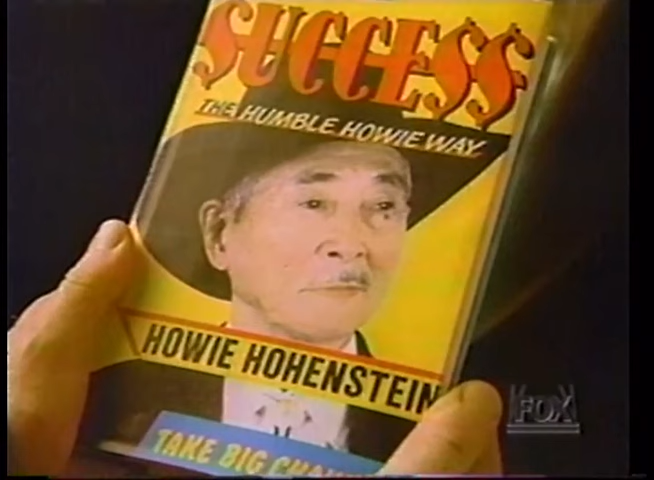 SUCCE$$
THE HUMBLE HOWIE WAY
HOWIE HOHENSTEIN
TAKE BIG
FOX